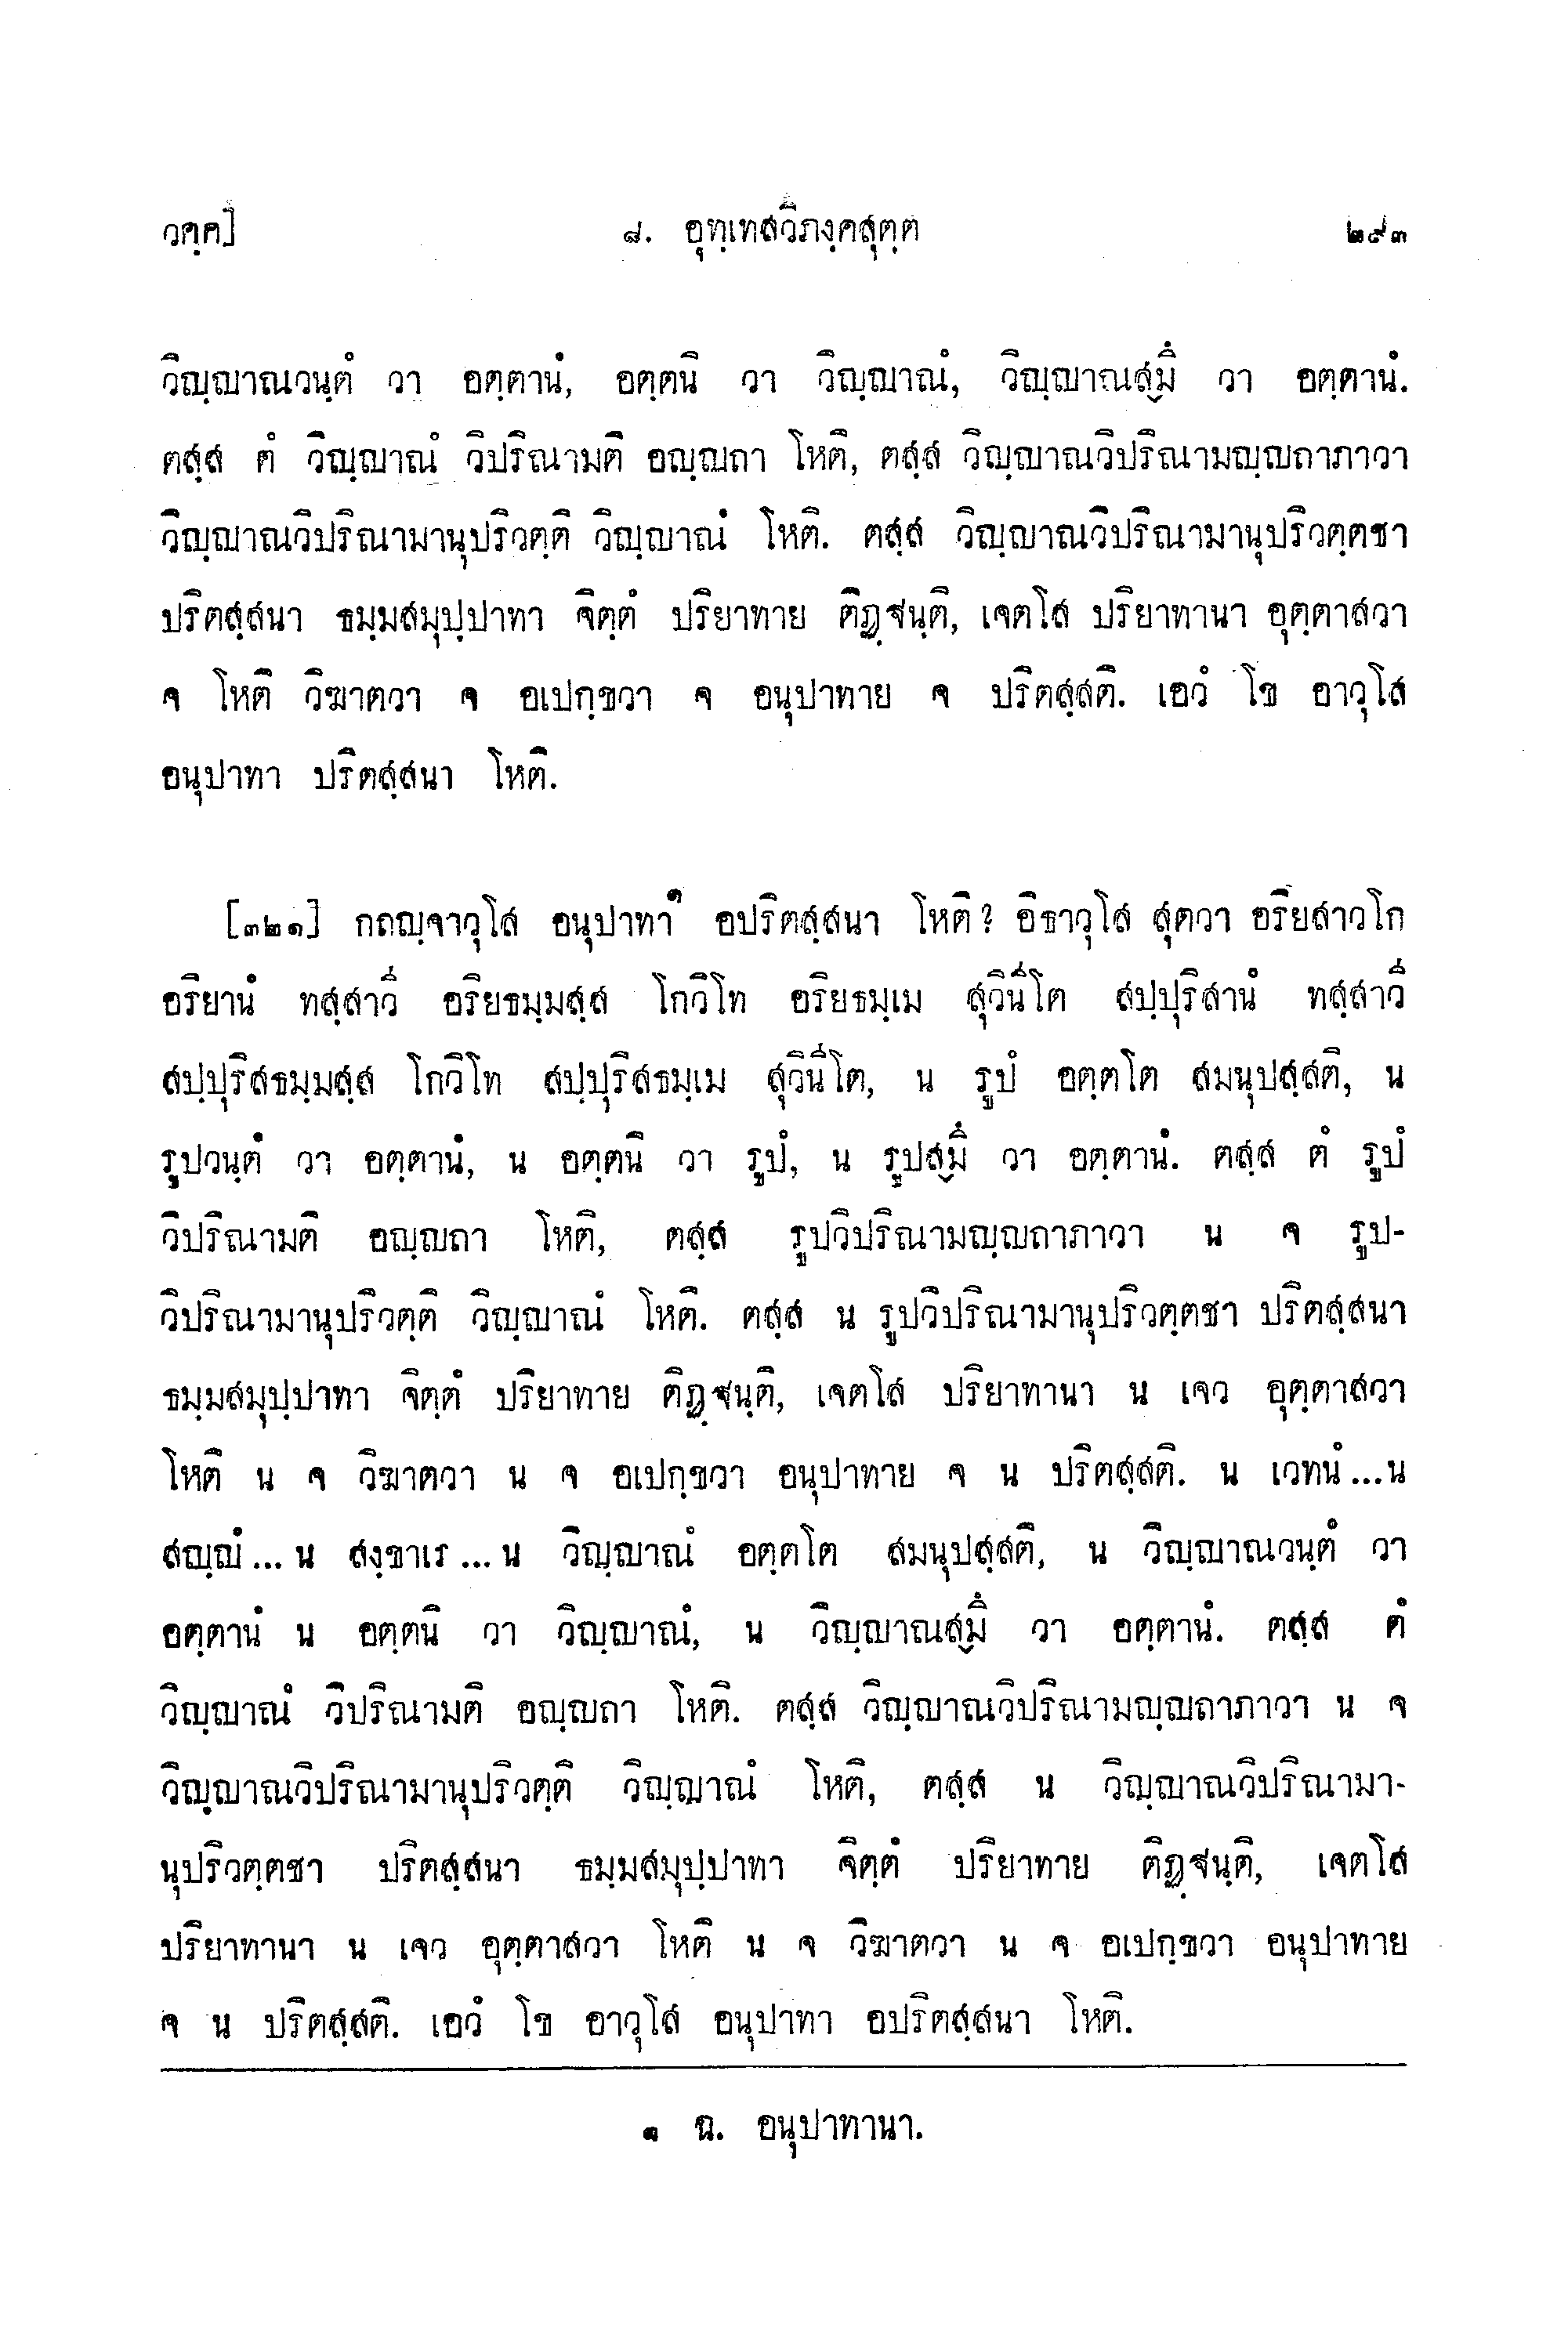 วคฺค]
๘. อุทฺเทสวิภงฺคสุตฺต
๒๙๓
วิญฺญาณวนฺตํ วา อตฺตานํ, อตฺตนิ วา วิญฺญาณํ, วิญฺญาณสฺมิํ วา อตฺตานํ.
ตสฺส ตํ วิญฺญาณํ วิปริณามติ อญฺญถา โหติ, ตสฺส วิญฺญาณวิปริณามญฺญถาภาวา
วิญฺญาณวิปริณามานุปริวตฺติ วิญฺญาณํ โหติ. ตสฺส วิญฺญาณวิปริณามานุปริวตฺตชา
ปริตสฺสนา ธมฺมสมุปฺปาทา จิตฺตํ ปริยาทาย ติฏฺฐนฺติ, เจตโส ปริยาทานา อุตฺตาสวา
จ โหติ วิฆาตวา จ อเปกฺขวา จ อนุปาทาย จ ปริตสฺสติ. เอวํ โข อาวุโส
อนุปาทา ปริตสฺสนา โหติ.
[๓๒๑] กถญฺจาวุโส อนุปาทา๑ อปริตสฺสนา โหติ? อิธาวุโส สุตวา อริยสาวโก
อริยานํ ทสฺสาวี อริยธมฺมสฺส โกวิโท อริยธมฺเม สุวินีโต สปฺปุริสานํ ทสฺสาวี
สปฺปุริสธมฺมสฺส โกวิโท สปฺปุริสธมฺเม สุวินีโต, น รูปํ อตฺตโต สมนุปสฺสติ, น
รูปวนฺตํ วา อตฺตานํ, น อตฺตนิ วา รูปํ, น รูปสฺมิํ วา อตฺตานํ. ตสฺส ตํ รูปํ
วิปริณามติ อญฺญถา โหติ, ตสฺส รูปวิปริณามญฺญถาภาวา น จ รูป-
วิปริณามานุปริวตฺติ วิญฺญาณํ โหติ. ตสฺส น รูปวิปริณามานุปริวตฺตชา ปริตสฺสนา
ธมฺมสมุปฺปาทา จิตฺตํ ปริยาทาย ติฏฺฐนฺติ, เจตโส ปริยาทานา น เจว อุตฺตาสวา
โหติ น จ วิฆาตวา น จ อเปกฺขวา อนุปาทาย จ น ปริตสฺสติ. น เวทนํ...น
สญฺญํ...น สงฺขาเร...น วิญฺญาณํ อตฺตโต สมนุปสฺสติ, น วิญฺญาณวนฺตํ วา
อตฺตานํ น อตฺตนิ วา วิญฺญาณํ, น วิญฺญาณสฺมิํ วา อตฺตานํ. ตสฺส ตํ
วิญฺญาณํ วิปริณามติ อญฺญถา โหติ. ตสฺส วิญฺญาณวิปริณามญฺญถาภาวา น จ
วิญฺญาณวิปริณามานุปริวตฺติ วิญฺญาณํ โหติ, ตสฺส น วิญฺญาณวิปริณามา-
นุปริวตฺตชา ปริตสฺสนา ธมฺมสมุปฺปาทา จิตฺตํ ปริยาทาย ติฏฺฐนฺติ, เจตโส
ปริยาทานา น เจว อุตฺตาสวา โหติ น จ วิฆาตวา น จ อเปกฺขวา อนุปาทาย
จ น ปริตสฺสติ. เอวํ โข อาวุโส อนุปาทา อปริตสฺสนา โหติ.
๑ ฉ. อนุปาทานา.